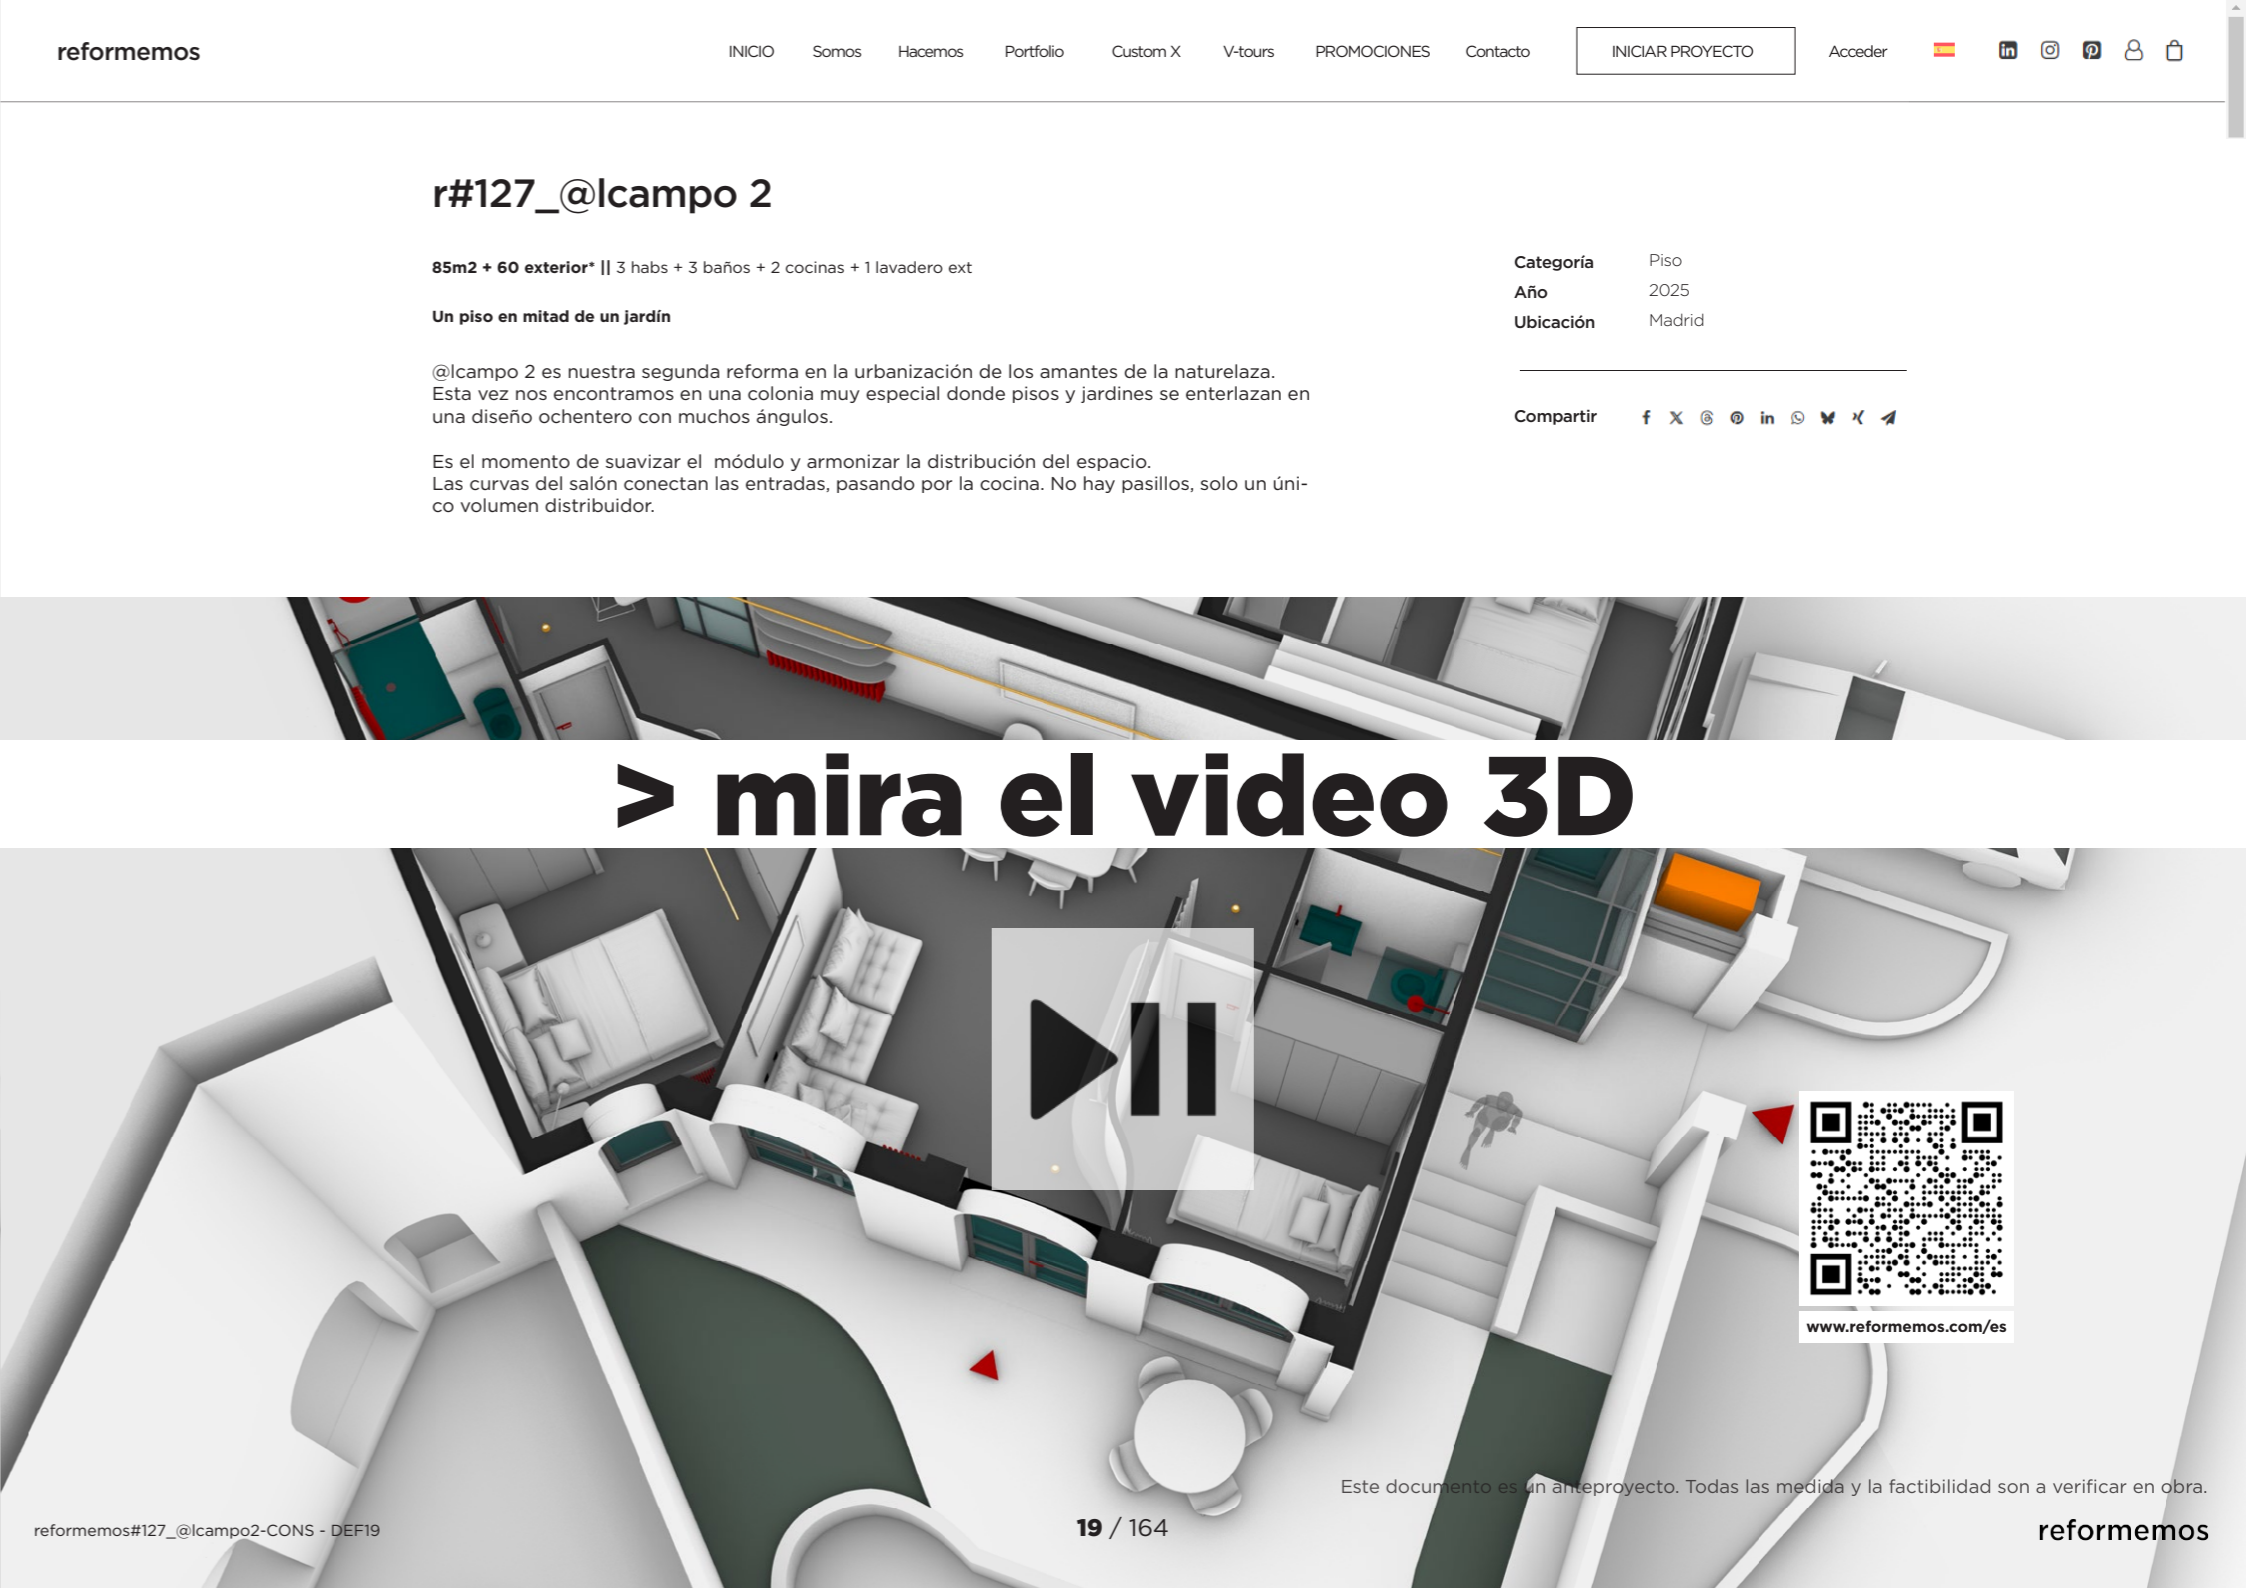 reformemos
INICIO Somos Hacemos Portfolio Custom X V-tours PROMOCIONES Contacto INICIAR PROYECTO Acceder
r#127_@lcampo 2
85m2 + 60 exterior* || 3 habs + 3 baños + 2 cocinas + 1 lavadero ext
Un piso en mitad de un jardín
@lcampo 2 es nuestra segunda reforma en la urbanización de los amantes de la naturelaza.
Esta vez nos encontramos en una colonia muy especial donde pisos y jardines se enterlazan en
una diseño ochentero con muchos ángulos.
Es el momento de suavizar el  módulo y armonizar la distribución del espacio.
Las curvas del salón conectan las entradas, pasando por la cocina. No hay pasillos, solo un úni-
co volumen distribuidor.
Categoría Piso
Año 2025
Ubicación Madrid
Compartir
> mira el video 3D
www.reformemos.com/es
Este documento es un anteproyecto. Todas las medida y la factibilidad son a verificar en obra.
reformemos#127_@lcampo2-CONS - DEF19
19 / 164
reformemos